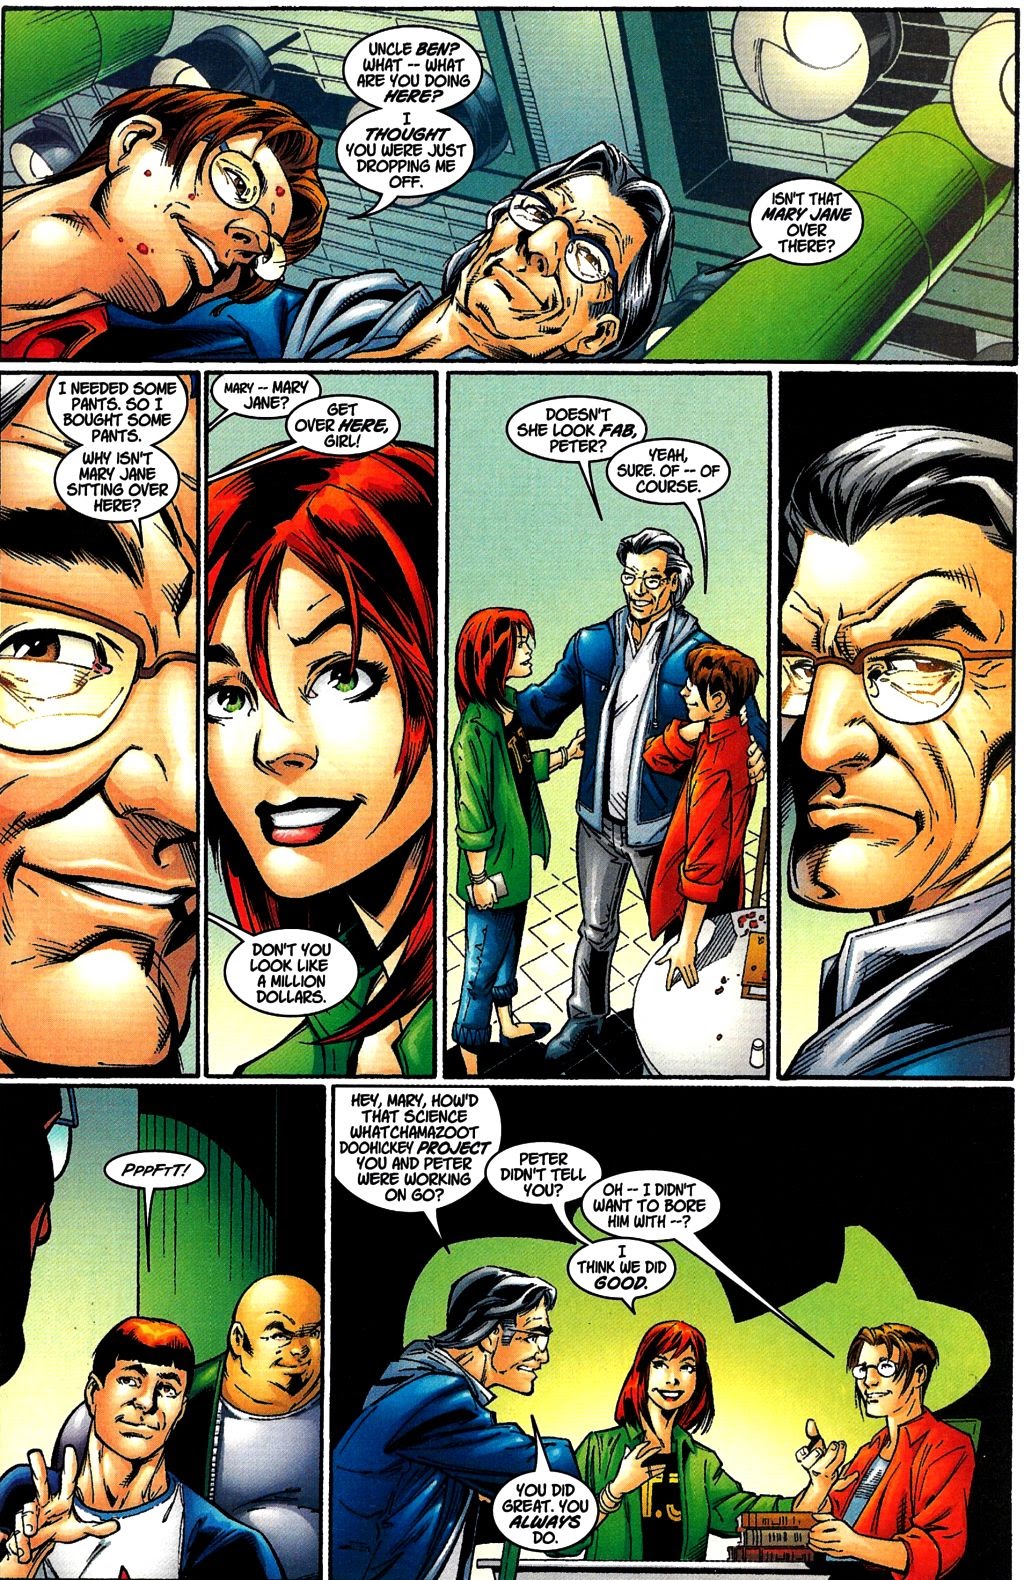 UNCLE BEN?
WHAT -- WHAT
ARE YOU DOING
HERE?
I
THOUGHT
YOU WERE JUST
DROPPING ME
OFF.
ISN'T THAT
MARY JANE
OVER
THERE?
I NEEDED SOME
PANTS. SO I
BOUGHT SOME
PANTS.
WHY ISN'T
MARY JANE
SITTING OVER
HERE?
MARY -- MARY
JANE?
GET
OVER HERE,
GIRL!
DON'T YOU
LOOK LIKE
A MILLION
DOLLARS.
DOESN'T
SHE LOOK FAB,
PETER?
YEAH,
SURE. OF -- OF
COURSE.
PPPFTT!
HEY, MARY, HOW'D
THAT SCIENCE
WHATCHAMAZOOT
DOOHICKEY PROJECT
YOU AND PETER
WERE WORKING
ON GO?
PETER
DIDN'T TELL
YOU?
OH -- I DIDN'T
WANT TO BORE
HIM WITH --?
I
THINK WE DID
GOOD.
YOU DID
GREAT. YOU
ALWAYS
DO.